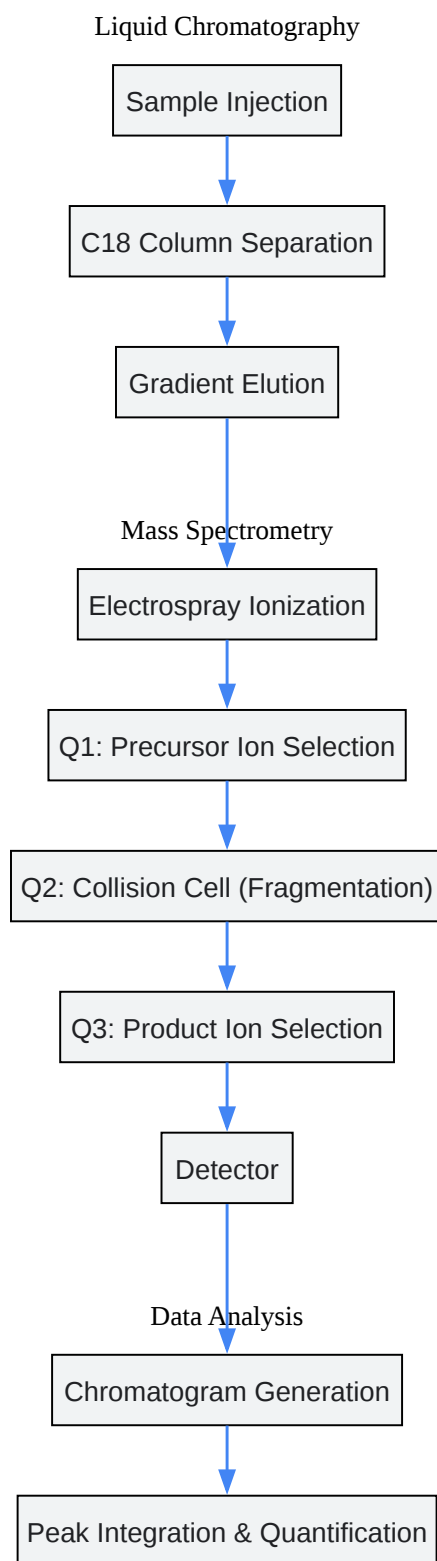 Liquid Chromatography
Sample Injection
C18 Column Separation
Gradient Elution
Mass Spectrometry
Electrospray Ionization
Q1: Precursor Ion Selection
Q2: Collision Cell (Fragmentation)
Q3: Product Ion Selection
Detector
Data Analysis
Chromatogram Generation
Peak Integration & Quantification